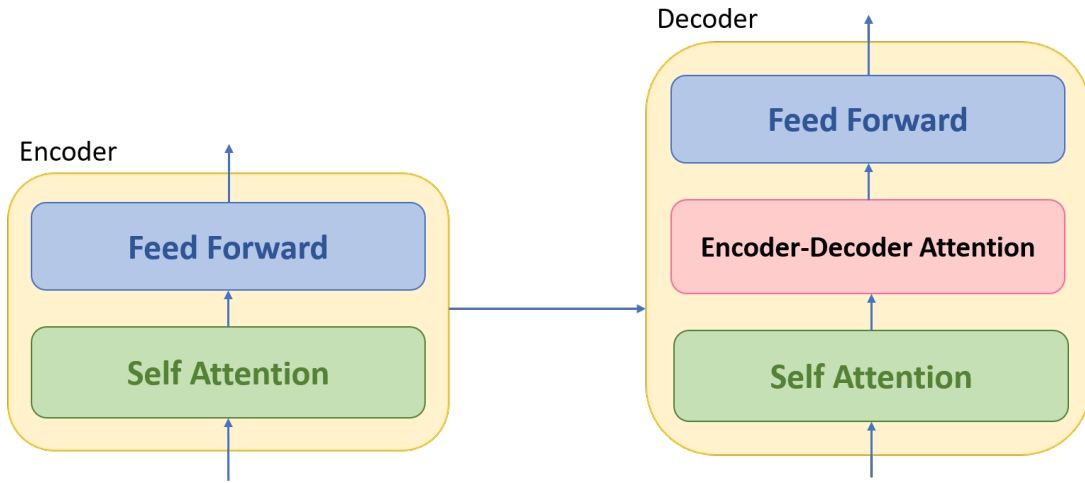 Encoder
Feed Forward
Self Attention
Decoder
Feed Forward
Encoder-Decoder Attention
Self Attention